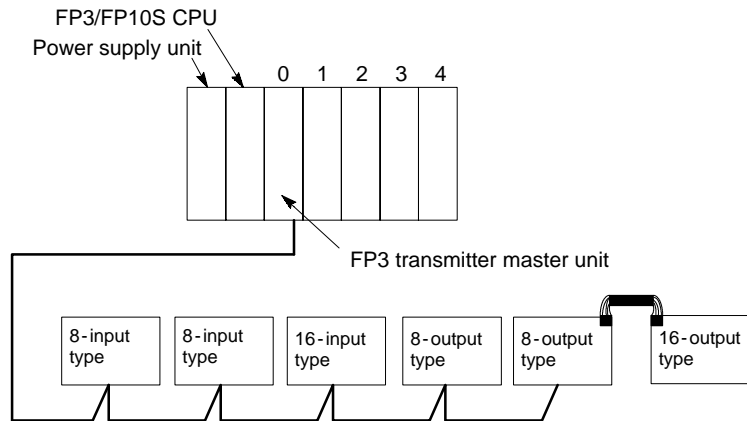 FP3/FP10S CPU
Power supply unit
0 1 2 3 4
FP3 transmitter master unit
8-input
type
8-input
type
16-input
type
8-output
type
8-output
type
16-output
type